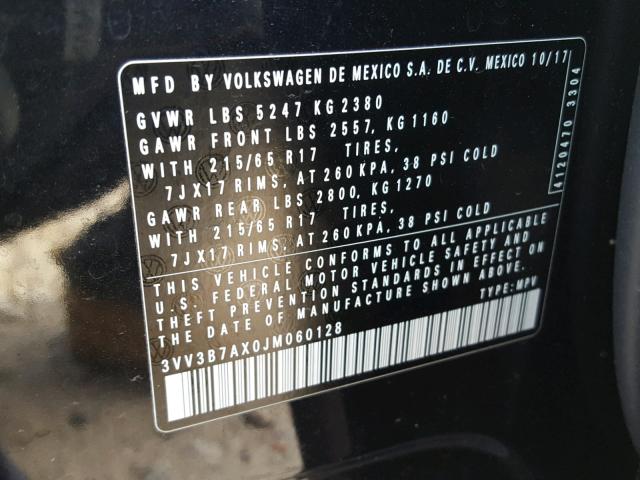 MFD BY VOLKSWAGEN DE MEXICO S.A. DE C.V. MEXICO 10/17
GVWR LBS 5247 KG 2380
GAWR FRONT LBS 2557, KG 1160
WITH 215/65 R17 TIRES,
7JX17 RIMS, AT 260 KPA, 38 PSI COLD
GAWR REAR LBS 2800, KG 1270
WITH 215/65 R17 TIRES,
7JX17 RIMS, AT 260 KPA, 38 PSI COLD
THIS VEHICLE CONFORMS TO ALL APPLICABLE
U.S. FEDERAL MOTOR VEHICLE SAFETY AND
THEFT PREVENTION STANDARDS IN EFFECT ON
THE DATE OF MANUFACTURE SHOWN ABOVE.
3VV3B7AX0JM060128 TYPE:MPV
4120470 3304